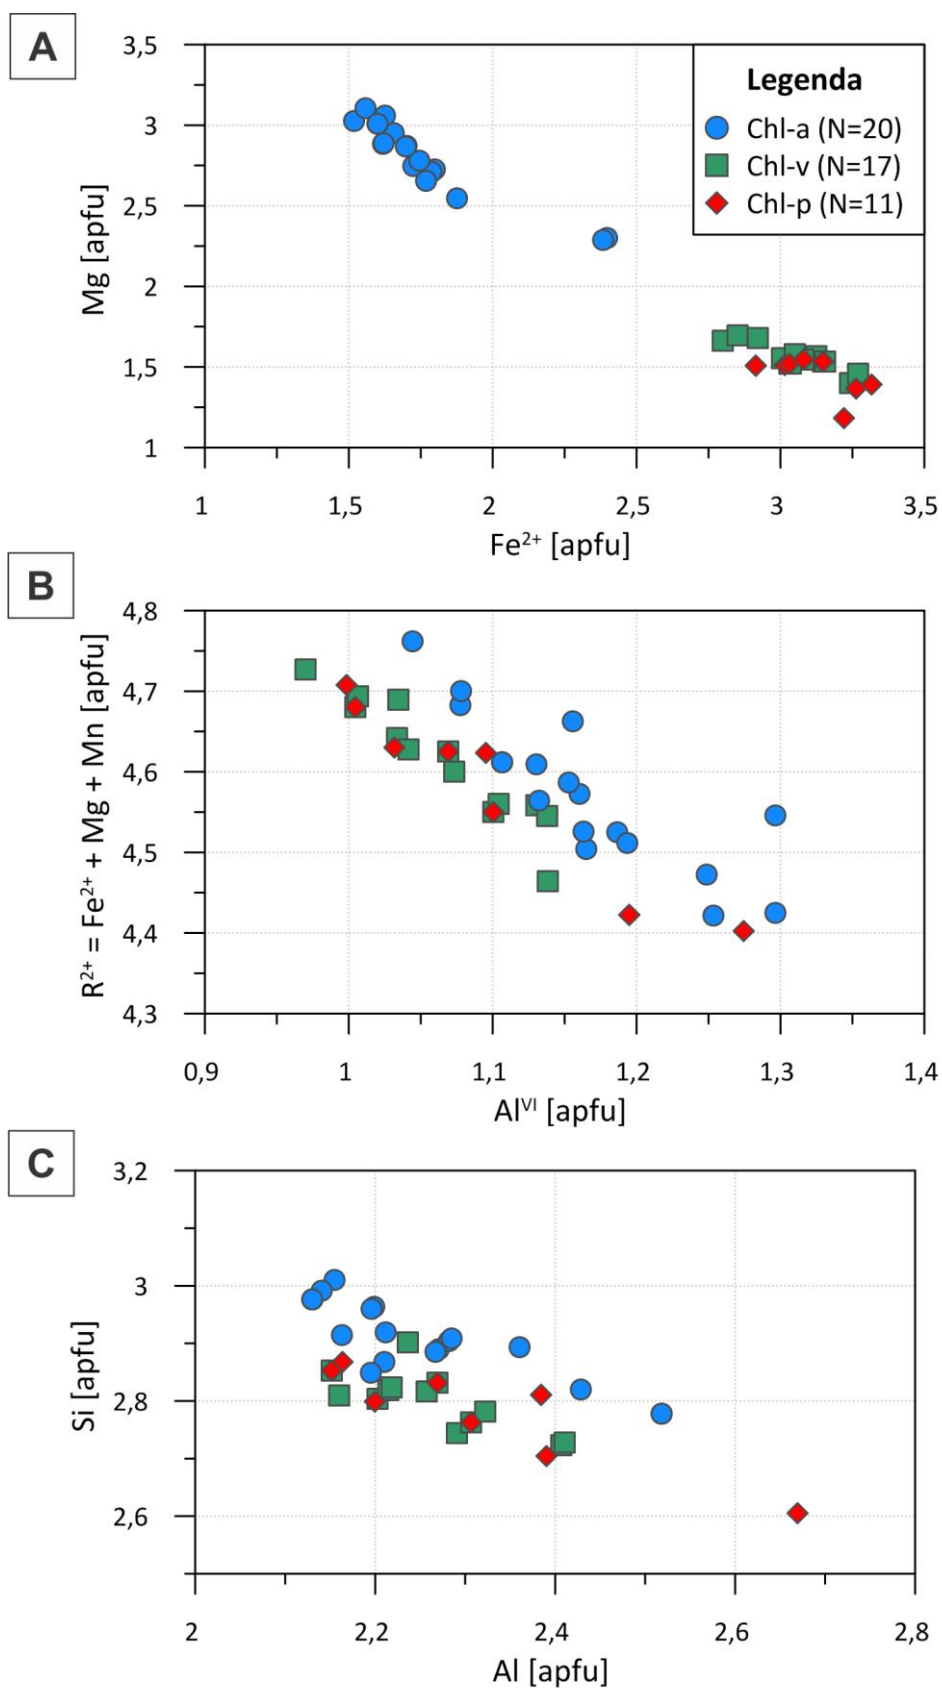 A
3,5
3
2,5
2
1,5
1
Mg [apfu]
Legenda
Chl-a (N=20)
Chl-v (N=17)
Chl-p (N=11)
1 1,5 2 2,5 3 3,5
Fe²⁺ [apfu]
B
4,8
4,7
4,6
4,5
4,4
4,3
R²⁺ = Fe²⁺ + Mg + Mn [apfu]
0,9 1 1,1 1,2 1,3 1,4
Alⱽᴵ [apfu]
C
3,2
3
2,8
2,6
Si [apfu]
2 2,2 2,4 2,6 2,8
Al [apfu]